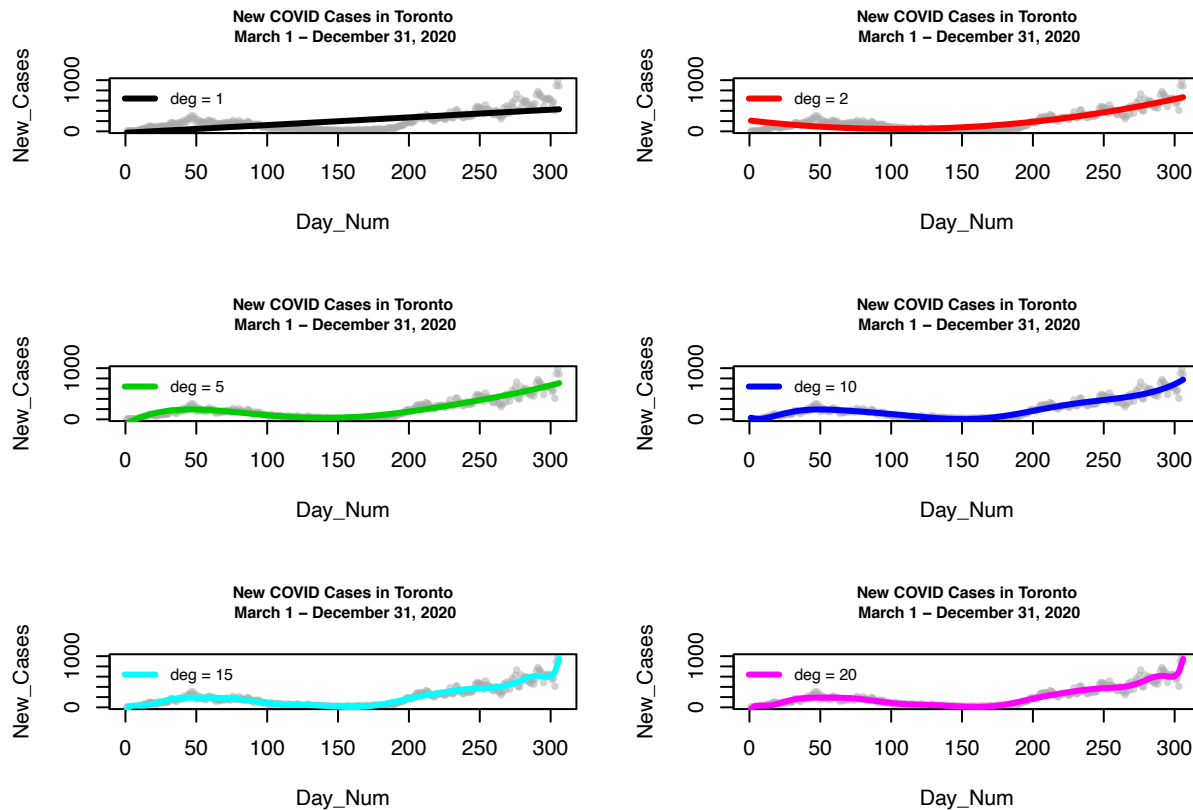 New COVID Cases in Toronto
March 1 – December 31, 2020
New_Cases
1000
0
deg = 1
0 50 100 150 200 250 300
Day_Num
New COVID Cases in Toronto
March 1 – December 31, 2020
New_Cases
1000
0
deg = 2
0 50 100 150 200 250 300
Day_Num
New COVID Cases in Toronto
March 1 – December 31, 2020
New_Cases
1000
0
deg = 5
0 50 100 150 200 250 300
Day_Num
New COVID Cases in Toronto
March 1 – December 31, 2020
New_Cases
1000
0
deg = 10
0 50 100 150 200 250 300
Day_Num
New COVID Cases in Toronto
March 1 – December 31, 2020
New_Cases
1000
0
deg = 15
0 50 100 150 200 250 300
Day_Num
New COVID Cases in Toronto
March 1 – December 31, 2020
New_Cases
1000
0
deg = 20
0 50 100 150 200 250 300
Day_Num